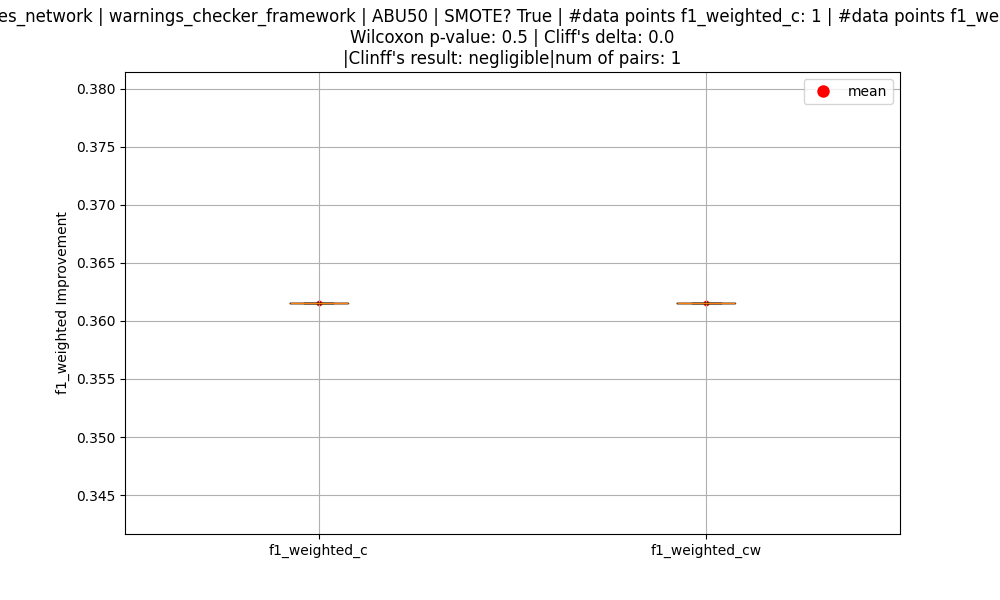 es_network | warnings_checker_framework | ABU50 | SMOTE? True | #data points f1_weighted_c: 1 | #data points f1_we
Wilcoxon p-value: 0.5 | Cliff's delta: 0.0
|Clinff's result: negligible|num of pairs: 1
mean
0.380
0.375
0.370
0.365
0.360
0.355
0.350
0.345
f1_weighted Improvement
f1_weighted_c
f1_weighted_cw